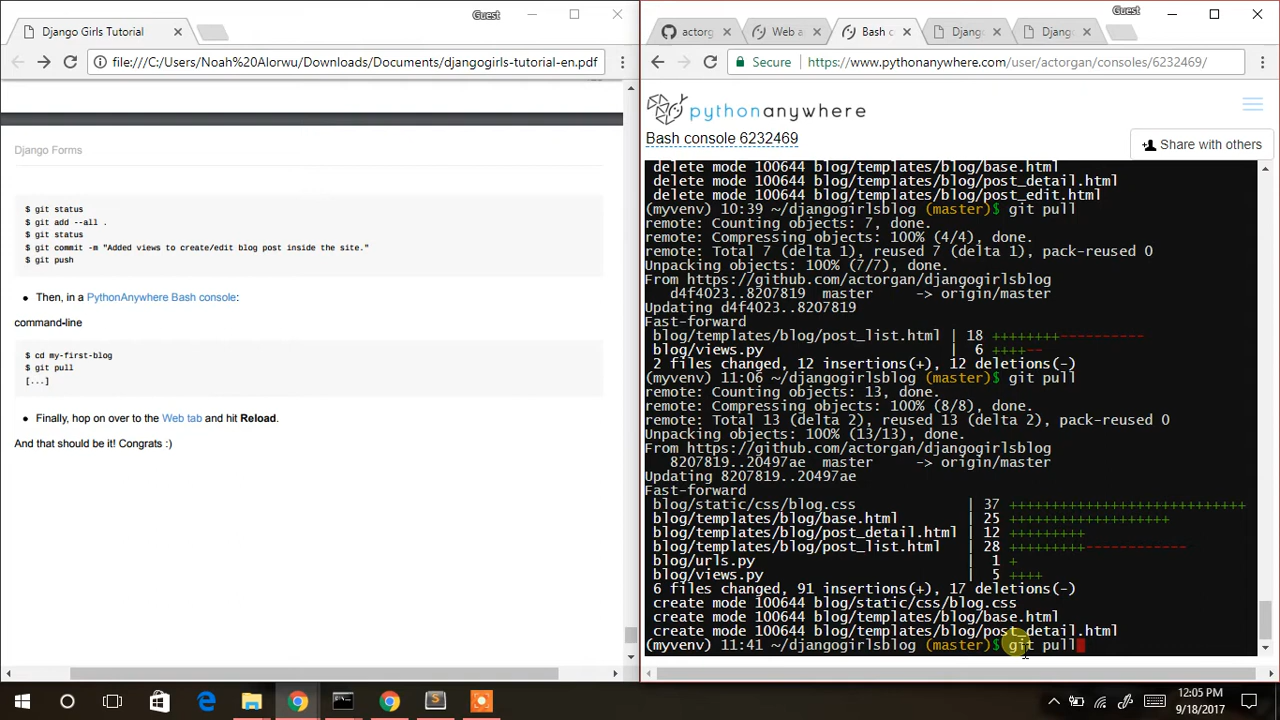 Guest
Django Girls Tutorial
file:///C:/Users/Noah%20Alorwu/Downloads/Documents/djangogirls-tutorial-en.pdf
Django Forms
$ git status
$ git add --all .
$ git status
$ git commit -m "Added views to create/edit blog post inside the site."
$ git push
• Then, in a PythonAnywhere Bash console:
command-line
$ cd my-first-blog
$ git pull
[...]
• Finally, hop on over to the Web tab and hit Reload.
And that should be it! Congrats :)
Guest
actorg
Web a
Bash c
Django
Django
Secure
https://www.pythonanywhere.com/user/actorgan/consoles/6232469/
pythonanywhere
Bash console 6232469
Share with others
delete mode 100644 blog/templates/blog/base.html
delete mode 100644 blog/templates/blog/post_detail.html
delete mode 100644 blog/templates/blog/post_edit.html
(myvenv) 10:39 ~/djangogirlsblog (master)$ git pull
remote: Counting objects: 7, done.
remote: Compressing objects: 100% (4/4), done.
remote: Total 7 (delta 1), reused 7 (delta 1), pack-reused 0
Unpacking objects: 100% (7/7), done.
From https://github.com/actorgan/djangogirlsblog
d4f4023..8207819  master     -> origin/master
Updating d4f4023..8207819
Fast-forward
blog/templates/blog/post_list.html | 18 ++++++++----------
blog/views.py                      |  6 ++++--
2 files changed, 12 insertions(+), 12 deletions(-)
(myvenv) 11:06 ~/djangogirlsblog (master)$ git pull
remote: Counting objects: 13, done.
remote: Compressing objects: 100% (8/8), done.
remote: Total 13 (delta 2), reused 13 (delta 2), pack-reused 0
Unpacking objects: 100% (13/13), done.
From https://github.com/actorgan/djangogirlsblog
8207819..20497ae  master     -> origin/master
Updating 8207819..20497ae
Fast-forward
blog/static/css/blog.css             | 37 +++++++++++++++++++++++++++++
blog/templates/blog/base.html        | 25 +++++++++++++++++++
blog/templates/blog/post_detail.html | 12 +++++++++
blog/templates/blog/post_list.html   | 28 +++++++++-------------
blog/urls.py                         |  1 +
blog/views.py                        |  5 ++++
6 files changed, 91 insertions(+), 17 deletions(-)
create mode 100644 blog/static/css/blog.css
create mode 100644 blog/templates/blog/base.html
create mode 100644 blog/templates/blog/post_detail.html
(myvenv) 11:41 ~/djangogirlsblog (master)$ git pull
12:05 PM
9/18/2017